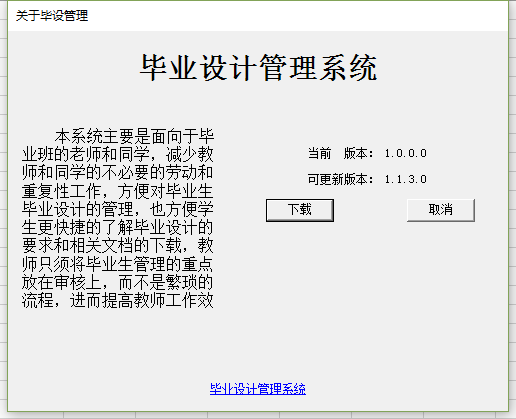 关于毕设管理
毕业设计管理系统
本系统主要是面向于毕
业班的老师和同学，减少教
师和同学的不必要的劳动和
重复性工作，方便对毕业生
毕业设计的管理，也方便学
生更快捷的了解毕业设计的
要求和相关文档的下载，教
师只须将毕业生管理的重点
放在审核上，而不是繁琐的
流程，进而提高教师工作效
当前 版本： 1.0.0.0
可更新版本： 1.1.3.0
下载 取消
毕业设计管理系统